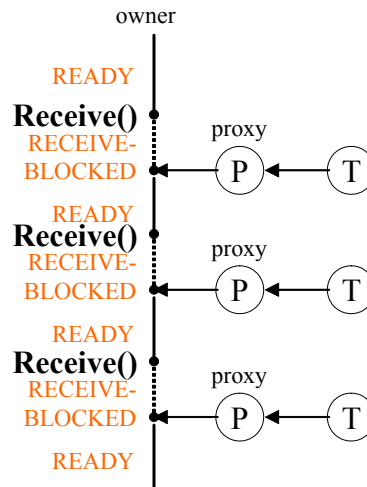 owner
READY
Receive()
RECEIVE-
BLOCKED
proxy
P
T
READY
Receive()
RECEIVE-
BLOCKED
proxy
P
T
READY
Receive()
RECEIVE-
BLOCKED
proxy
P
T
READY